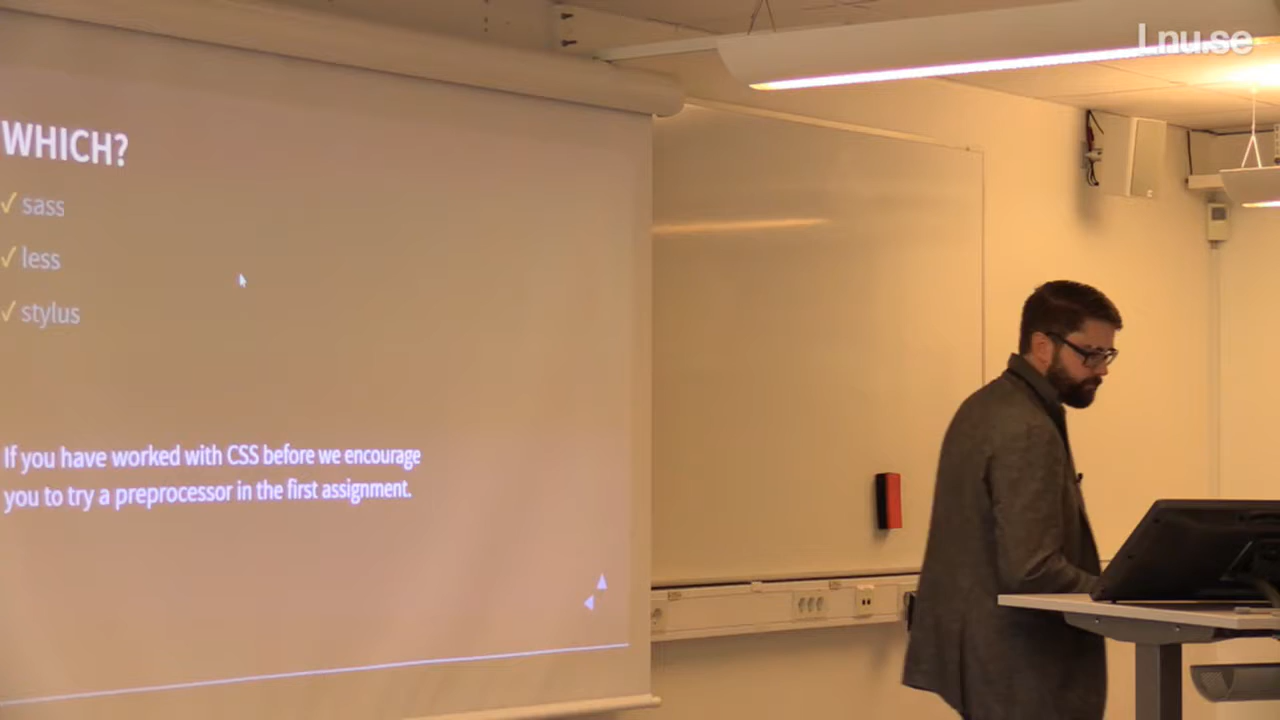 Lnu.se
WHICH?
✓ sass
✓ less
✓ stylus
If you have worked with CSS before we encourage
you to try a preprocessor in the first assignment.